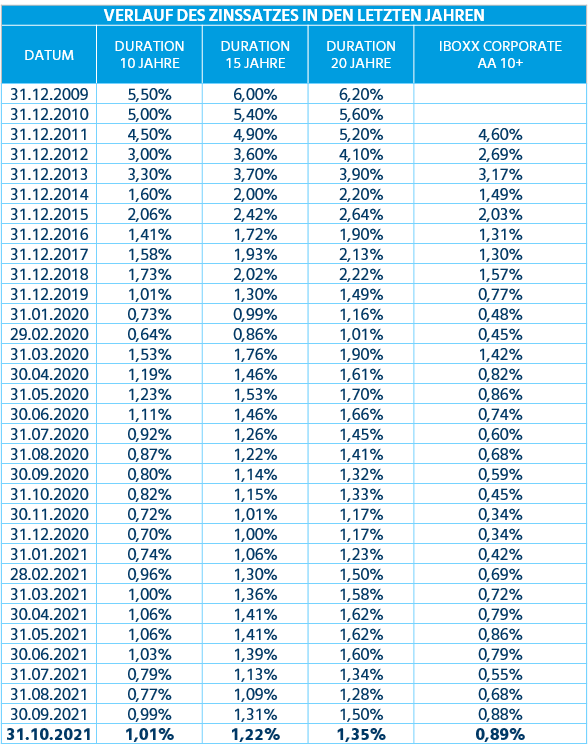 VERLAUF DES ZINSSATZES IN DEN LETZTEN JAHREN
DATUM DURATION 10 JAHRE DURATION 15 JAHRE DURATION 20 JAHRE IBOXX CORPORATE AA 10+
31.12.2009 5,50% 6,00% 6,20%
31.12.2010 5,00% 5,40% 5,60%
31.12.2011 4,50% 4,90% 5,20% 4,60%
31.12.2012 3,00% 3,60% 4,10% 2,69%
31.12.2013 3,30% 3,70% 3,90% 3,17%
31.12.2014 1,60% 2,00% 2,20% 1,49%
31.12.2015 2,06% 2,42% 2,64% 2,03%
31.12.2016 1,41% 1,72% 1,90% 1,31%
31.12.2017 1,58% 1,93% 2,13% 1,30%
31.12.2018 1,73% 2,02% 2,22% 1,57%
31.12.2019 1,01% 1,30% 1,49% 0,77%
31.01.2020 0,73% 0,99% 1,16% 0,48%
29.02.2020 0,64% 0,86% 1,01% 0,45%
31.03.2020 1,53% 1,76% 1,90% 1,42%
30.04.2020 1,19% 1,46% 1,61% 0,82%
31.05.2020 1,23% 1,53% 1,70% 0,86%
30.06.2020 1,11% 1,46% 1,66% 0,74%
31.07.2020 0,92% 1,26% 1,45% 0,60%
31.08.2020 0,87% 1,22% 1,41% 0,68%
30.09.2020 0,80% 1,14% 1,32% 0,59%
31.10.2020 0,82% 1,15% 1,33% 0,45%
30.11.2020 0,72% 1,01% 1,17% 0,34%
31.12.2020 0,70% 1,00% 1,17% 0,34%
31.01.2021 0,74% 1,06% 1,23% 0,42%
28.02.2021 0,96% 1,30% 1,50% 0,69%
31.03.2021 1,00% 1,36% 1,58% 0,72%
30.04.2021 1,06% 1,41% 1,62% 0,79%
31.05.2021 1,06% 1,41% 1,62% 0,86%
30.06.2021 1,03% 1,39% 1,60% 0,79%
31.07.2021 0,79% 1,13% 1,34% 0,55%
31.08.2021 0,77% 1,09% 1,28% 0,68%
30.09.2021 0,99% 1,31% 1,50% 0,88%
31.10.2021 1,01% 1,22% 1,35% 0,89%